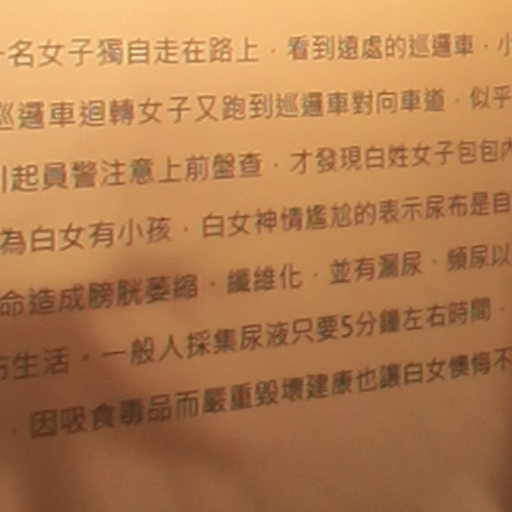 一名女子獨自走在路上，看到遠處的巡邏車，小
巡邏車迴轉女子又跑到巡邏車對向車道，似乎
引起員警注意上前盤查，才發現白姓女子包包內
為白女有小孩，白女神情尷尬的表示尿布是自
命造成膀胱萎縮、纖維化，並有漏尿、頻尿以
布生活。一般人採集尿液只要5分鐘左右時間，
，因吸食毒品而嚴重毀壞建康也讓白女懊悔不